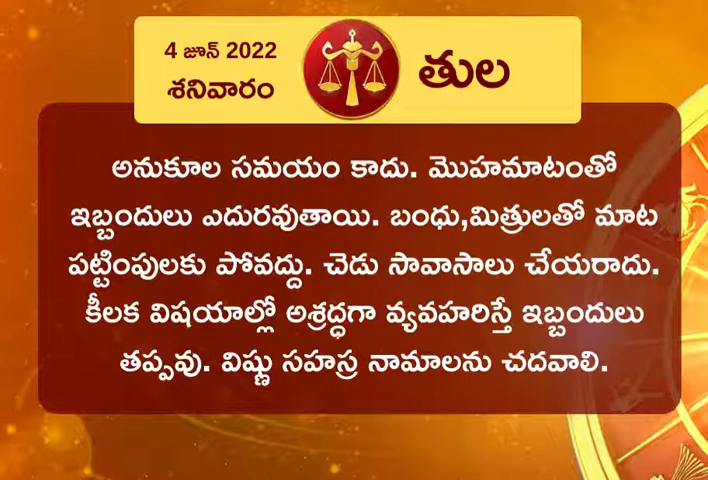 4 జూన్ 2022
శనివారం
తుల
అనుకూల సమయం కాదు. మొహమాటంతో
ఇబ్బందులు ఎదురవుతాయి. బంధు,మిత్రులతో మాట
పట్టింపులకు పోవద్దు. చెడు సావాసాలు చేయరాదు.
కీలక విషయాల్లో అశ్రద్ధగా వ్యవహరిస్తే ఇబ్బందులు
తప్పవు. విష్ణు సహస్ర నామాలను చదవాలి.